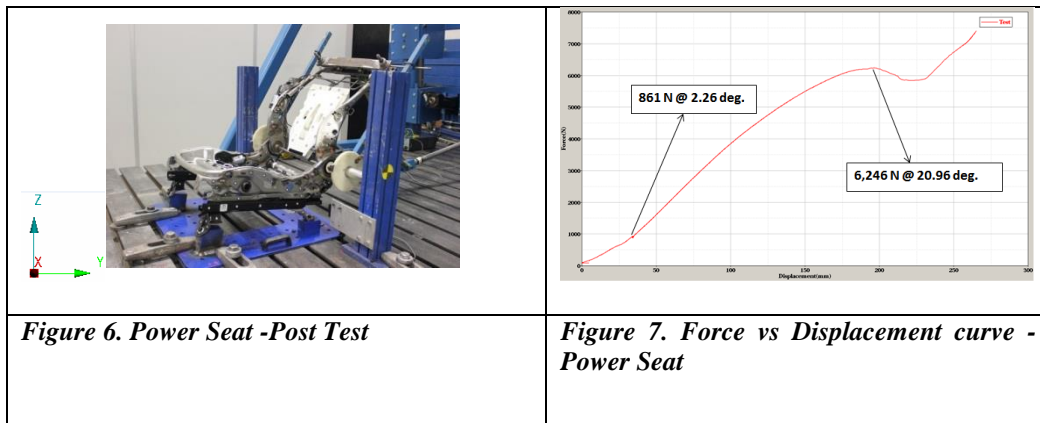 Z
X
Y
Test
8000
7000
6000
5000
4000
3000
2000
1000
0
Force(N)
861 N @ 2.26 deg.
6,246 N @ 20.96 deg.
0
50
100
150
200
250
300
Displacement(mm)
Figure 6. Power Seat -Post Test
Figure 7. Force vs Displacement curve -
Power Seat